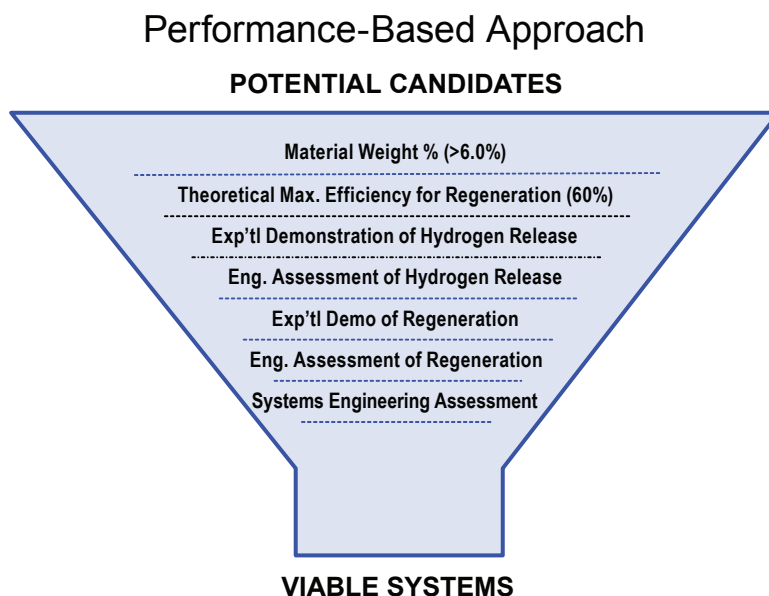 Performance-Based Approach
POTENTIAL CANDIDATES
Material Weight % (>6.0%)
Theoretical Max. Efficiency for Regeneration (60%)
Exp'tl Demonstration of Hydrogen Release
Eng. Assessment of Hydrogen Release
Exp'tl Demo of Regeneration
Eng. Assessment of Regeneration
Systems Engineering Assessment
VIABLE SYSTEMS